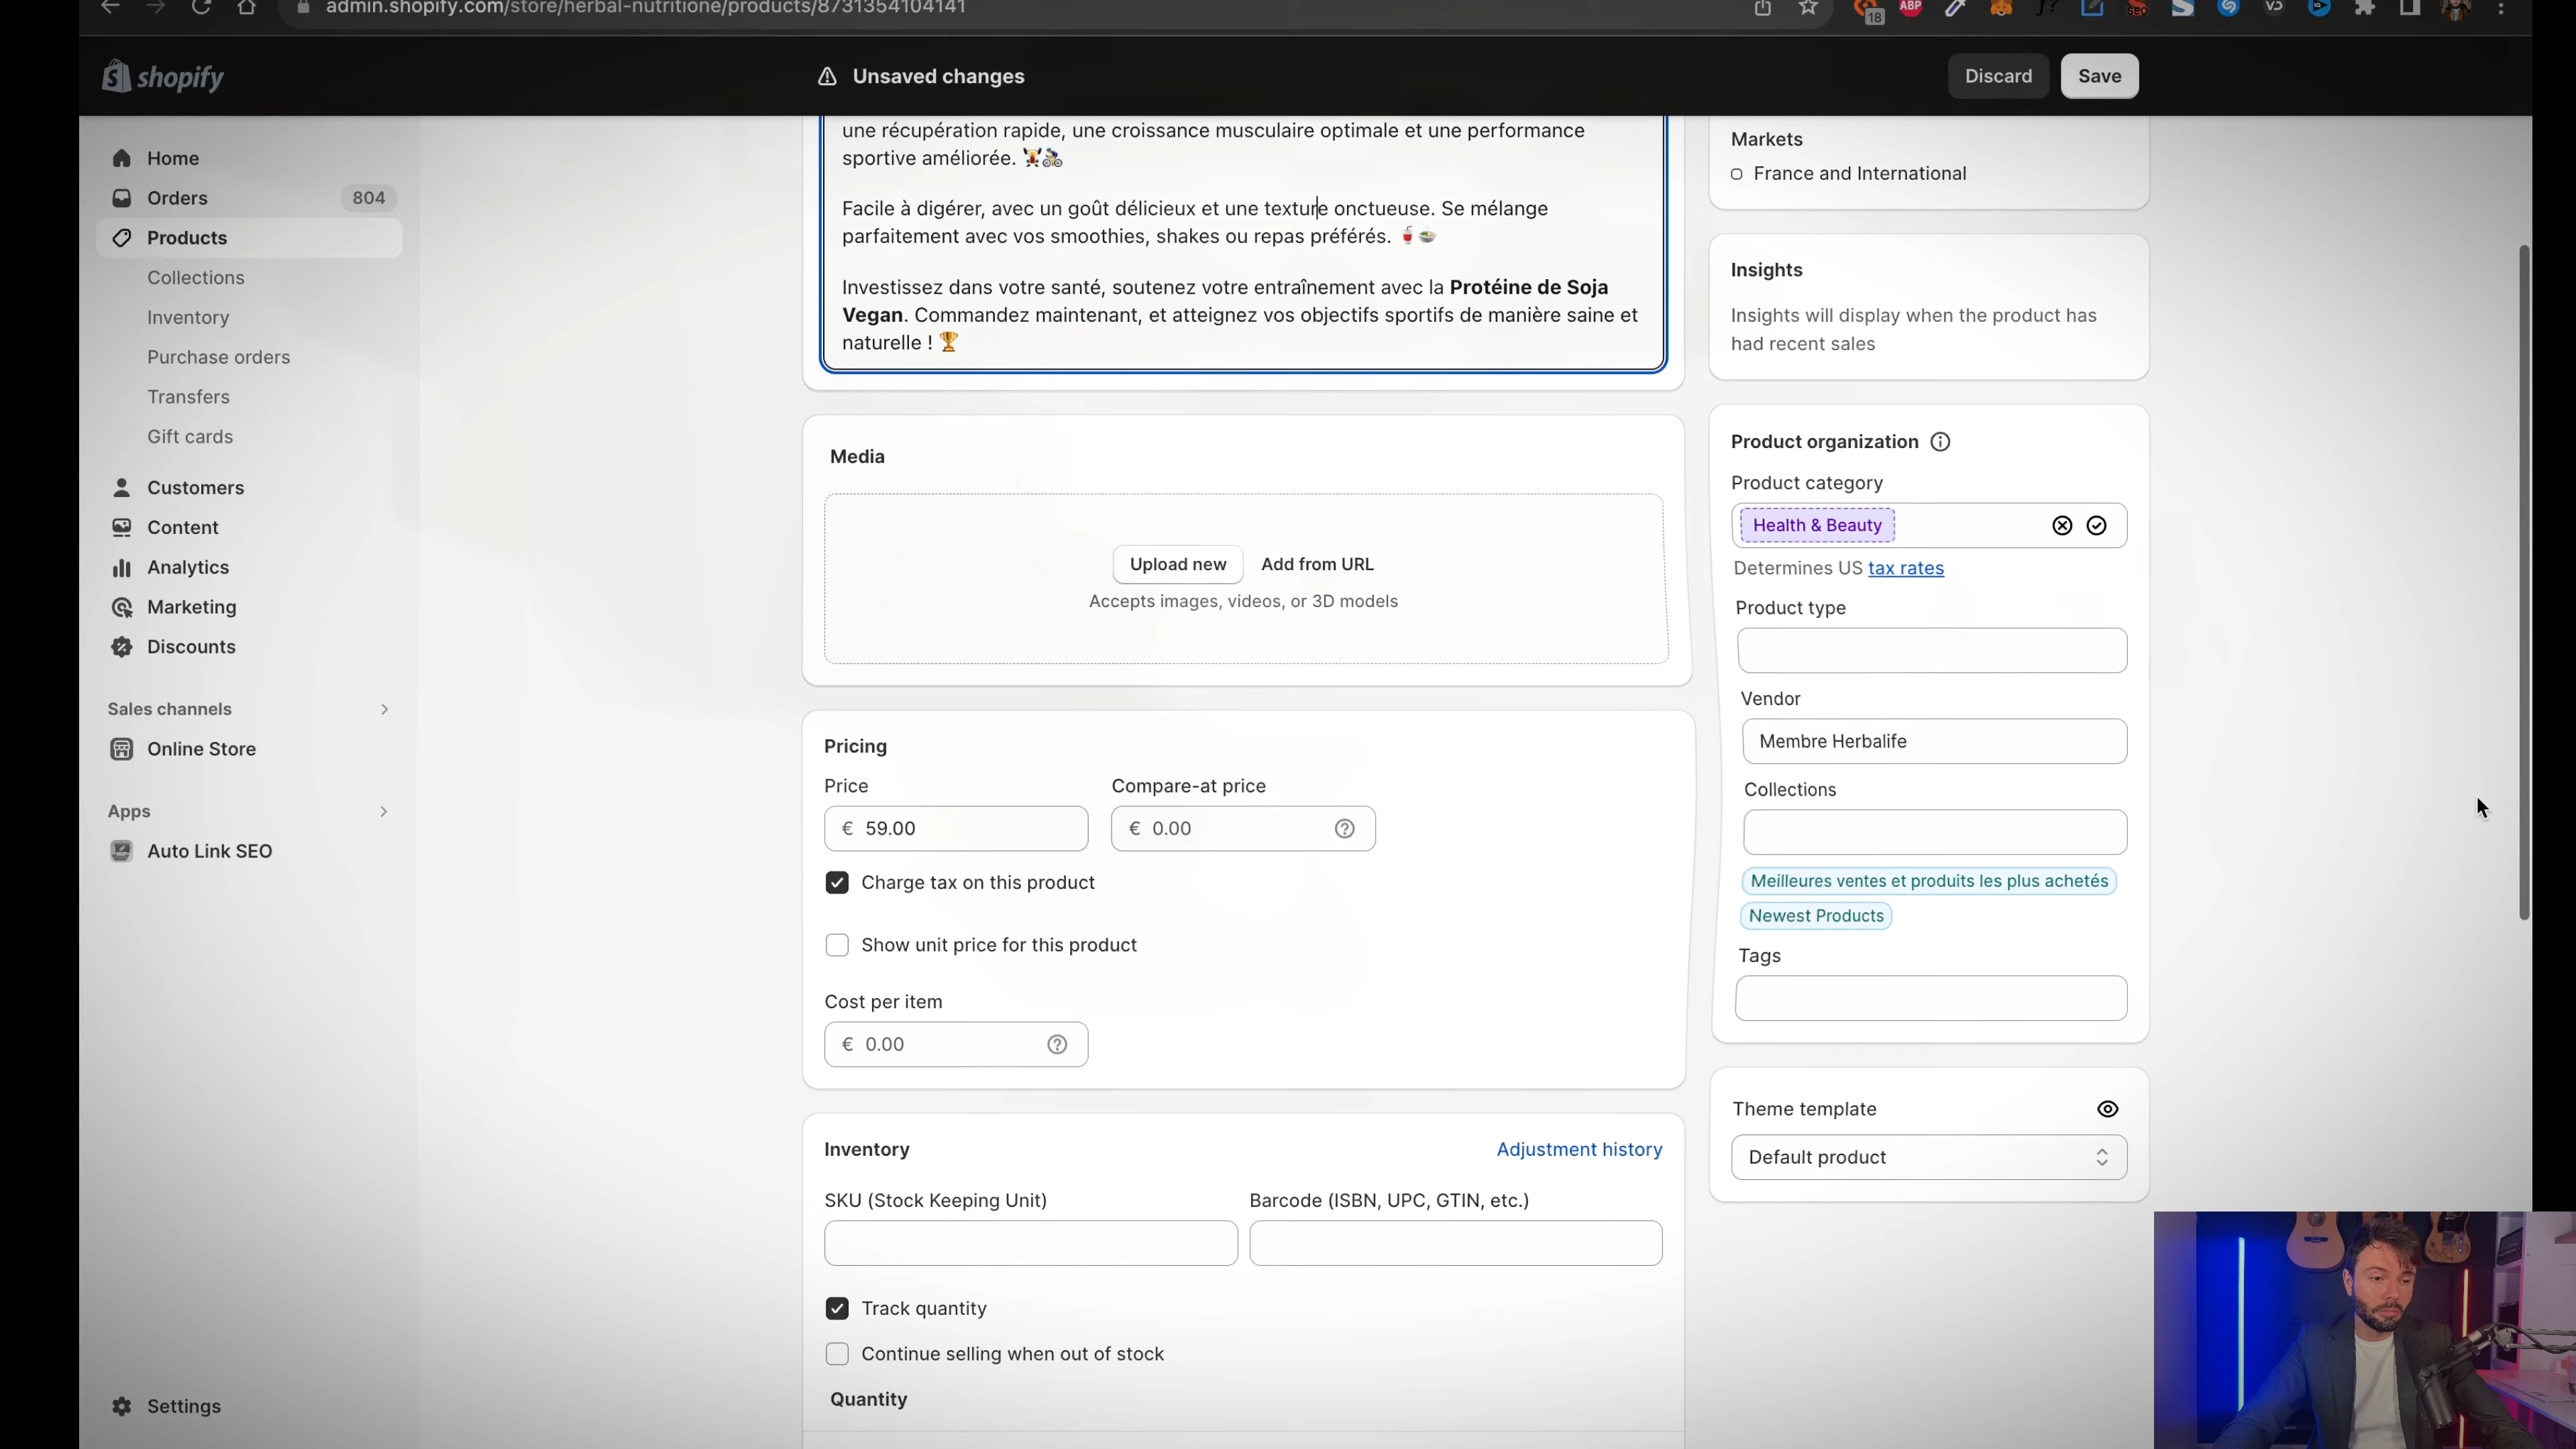 admin.shopify.com/store/herbal-nutritione/products/8731354104141
18
ABP
SEO
shopify
Unsaved changes
Discard
Save
Home
Orders
804
Products
Collections
Inventory
Purchase orders
Transfers
Gift cards
Customers
Content
Analytics
Marketing
Discounts
Sales channels
Online Store
Apps
Auto Link SEO
Settings
une récupération rapide, une croissance musculaire optimale et une performance
sportive améliorée. 🏋️🚴
Facile à digérer, avec un goût délicieux et une texture onctueuse. Se mélange
parfaitement avec vos smoothies, shakes ou repas préférés. 🥤🍲
Investissez dans votre santé, soutenez votre entraînement avec la Protéine de Soja
Vegan. Commandez maintenant, et atteignez vos objectifs sportifs de manière saine et
naturelle ! 🏆
Media
Upload new
Add from URL
Accepts images, videos, or 3D models
Pricing
Price
Compare-at price
€ 59.00
€ 0.00
Charge tax on this product
Show unit price for this product
Cost per item
€ 0.00
Inventory
Adjustment history
SKU (Stock Keeping Unit)
Barcode (ISBN, UPC, GTIN, etc.)
Track quantity
Continue selling when out of stock
Quantity
Markets
France and International
Insights
Insights will display when the product has
had recent sales
Product organization
Product category
Health & Beauty
Determines US tax rates
Product type
Vendor
Membre Herbalife
Collections
Meilleures ventes et produits les plus achetés
Newest Products
Tags
Theme template
Default product